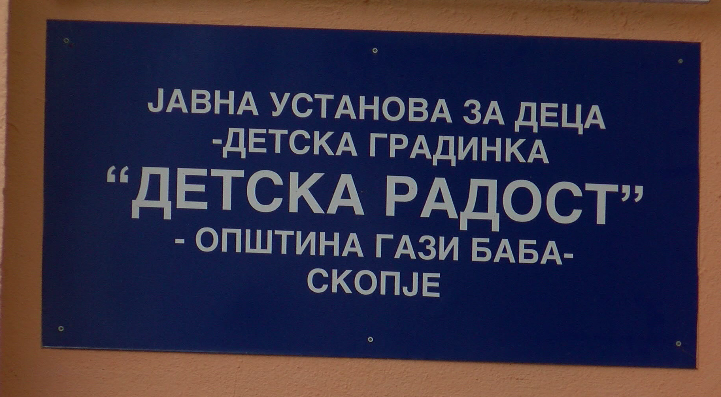 ЈАВНА УСТАНОВА ЗА ДЕЦА
-ДЕТСКА ГРАДИНКА
“ДЕТСКА РАДОСТ”
- ОПШТИНА ГАЗИ БАБА-
СКОПЈЕ